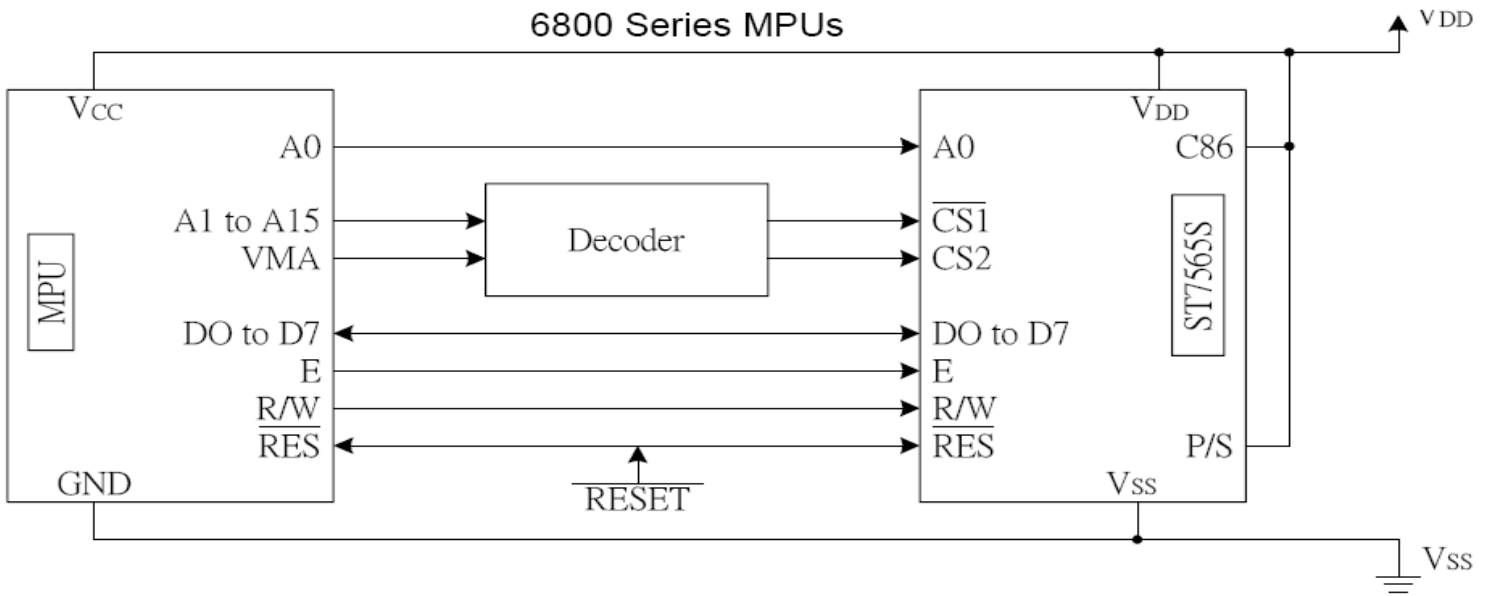 6800 Series MPUs
VDD
VCC
VDD
A0
A0
C86
A1 to A15
Decoder
CS1
VMA
CS2
MPU
ST7565S
DO to D7
DO to D7
E
E
R/W
R/W
RES
RES
P/S
GND
RESET
VSS
VSS